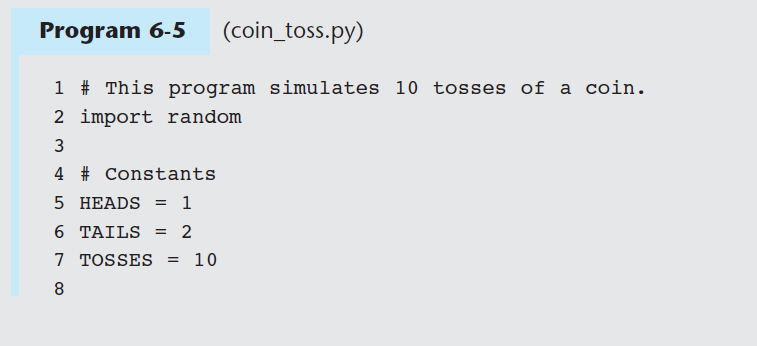 Program 6-5 (coin_toss.py)
1 # This program simulates 10 tosses of a coin.
2 import random
3
4 # Constants
5 HEADS = 1
6 TAILS = 2
7 TOSSES = 10
8